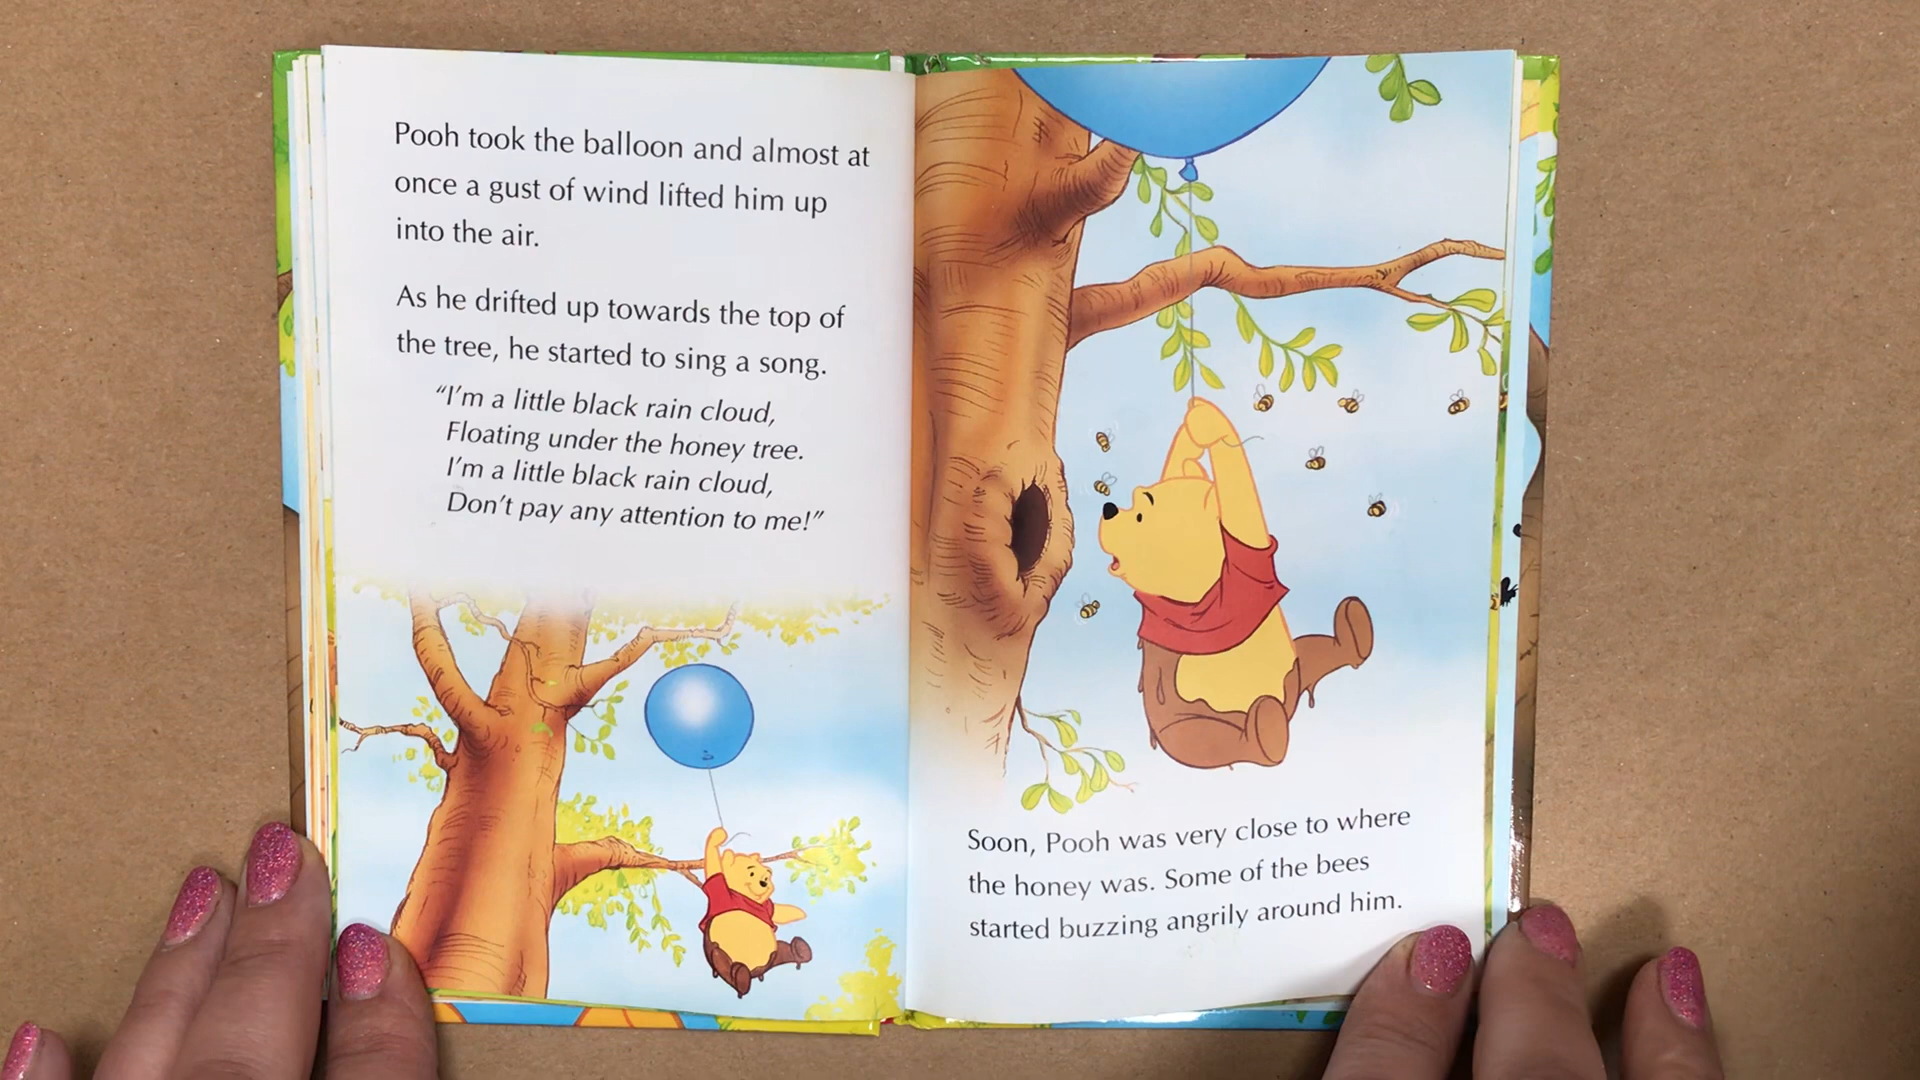 Pooh took the balloon and almost at
once a gust of wind lifted him up
into the air.
As he drifted up towards the top of
the tree, he started to sing a song.
“I’m a little black rain cloud,
Floating under the honey tree.
I’m a little black rain cloud,
Don’t pay any attention to me!”
Soon, Pooh was very close to where
the honey was. Some of the bees
started buzzing angrily around him.